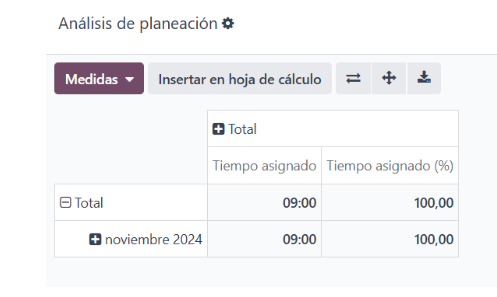 Análisis de planeación
Medidas Insertar en hoja de cálculo
Total
Tiempo asignado Tiempo asignado (%)
Total 09:00 100,00
noviembre 2024 09:00 100,00